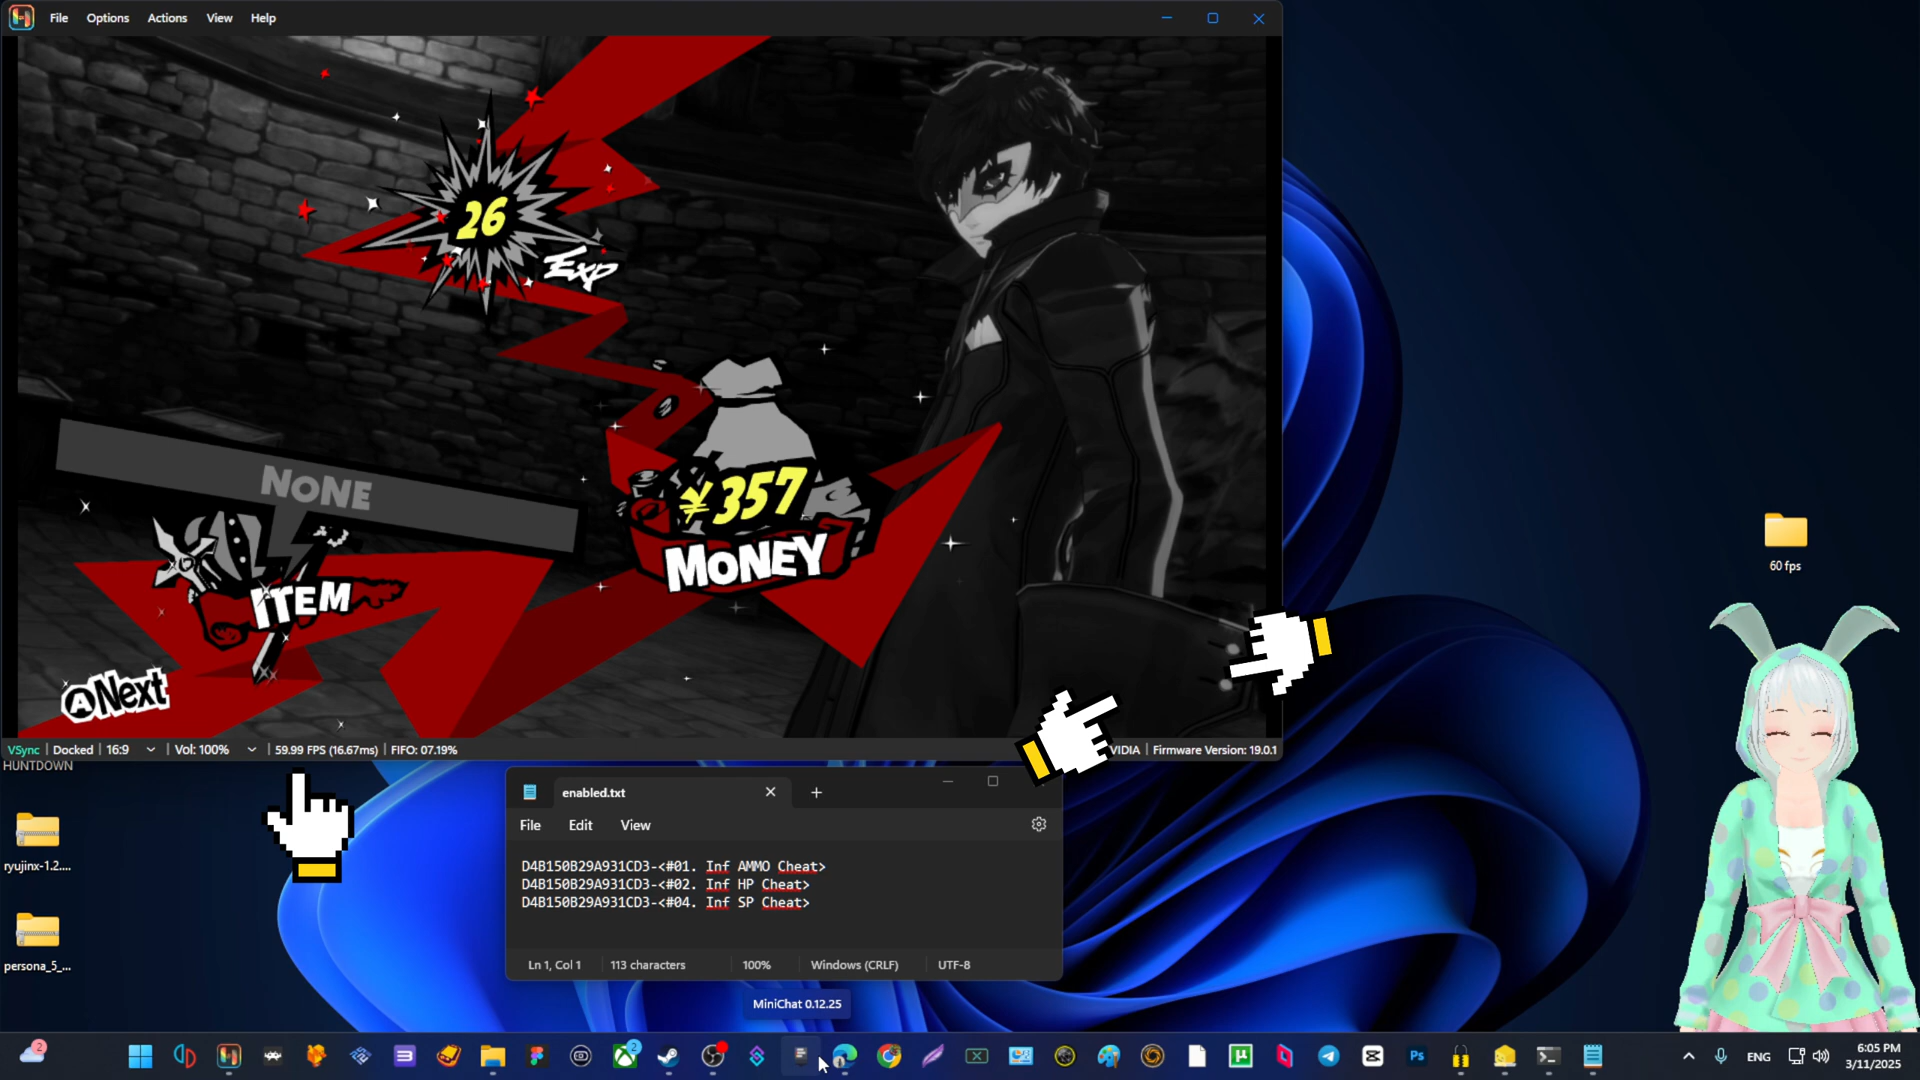 File Options Actions View Help
26
Exp
NONE
¥357
MONEY
ITEM
A Next
VSync | Docked | 16:9 | Vol: 100% | 59.99 FPS (16.67ms) | FIFO: 07.19%
VIDIA | Firmware Version: 19.0.1
HUNTDOWN
60 fps
ryujinx-1.2....
persona_5_...
enabled.txt
File Edit View
D4B150B29A931CD3-<#01. Inf AMMO Cheat>
D4B150B29A931CD3-<#02. Inf HP Cheat>
D4B150B29A931CD3-<#04. Inf SP Cheat>
Ln 1, Col 1 113 characters 100% Windows (CRLF) UTF-8
MiniChat 0.12.25
2
2
Ps
ENG
6:05 PM
3/11/2025